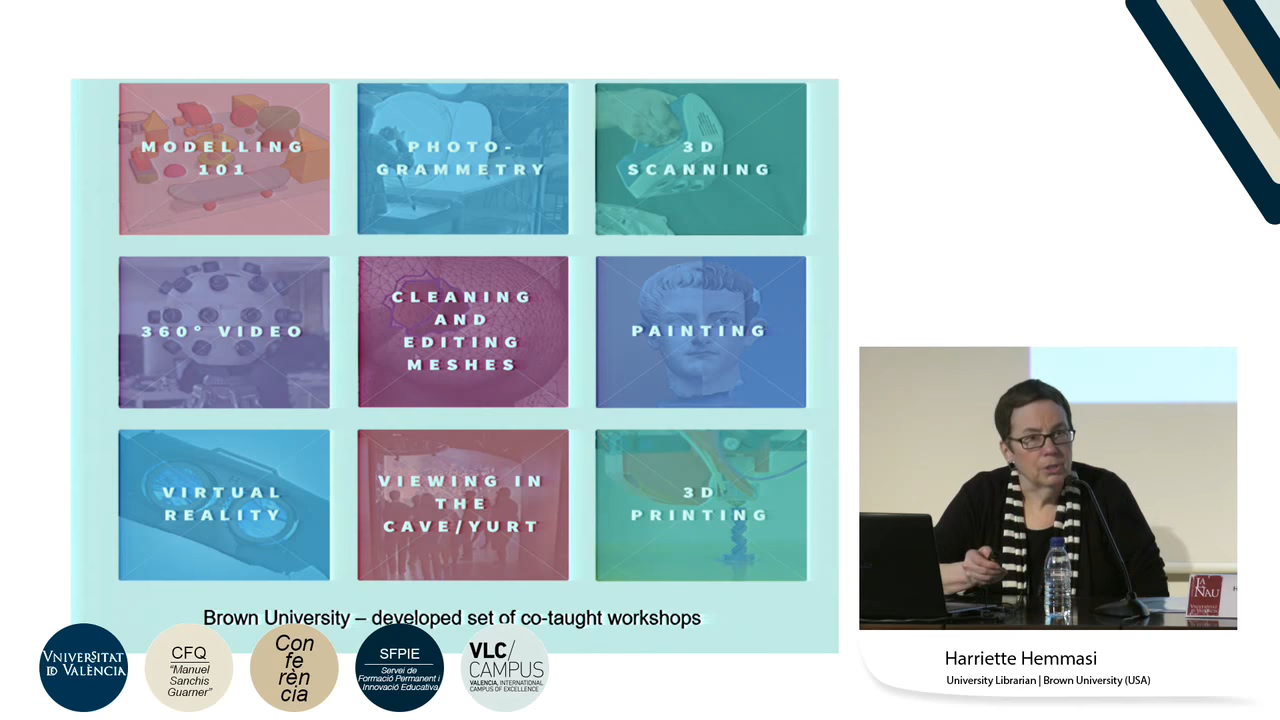 MODELLING
101
PHOTO-
GRAMMETRY
3D
SCANNING
360° VIDEO
CLEANING
AND
EDITING
MESHES
PAINTING
VIRTUAL
REALITY
VIEWING IN
THE
CAVE/YURT
3D
PRINTING
Brown University – developed set of co-taught workshops
VNIVERSITAT
DE VALÈNCIA
CFQ
"Manuel
Sanchis
Guarner"
Con
fe
rèn
cia
SFPIE
Servei de
Formació Permanent i
Innovació Educativa
VLC/
CAMPUS
VALENCIA, INTERNATIONAL
CAMPUS OF EXCELLENCE
LA
NAU
Harriette Hemmasi
University Librarian | Brown University (USA)